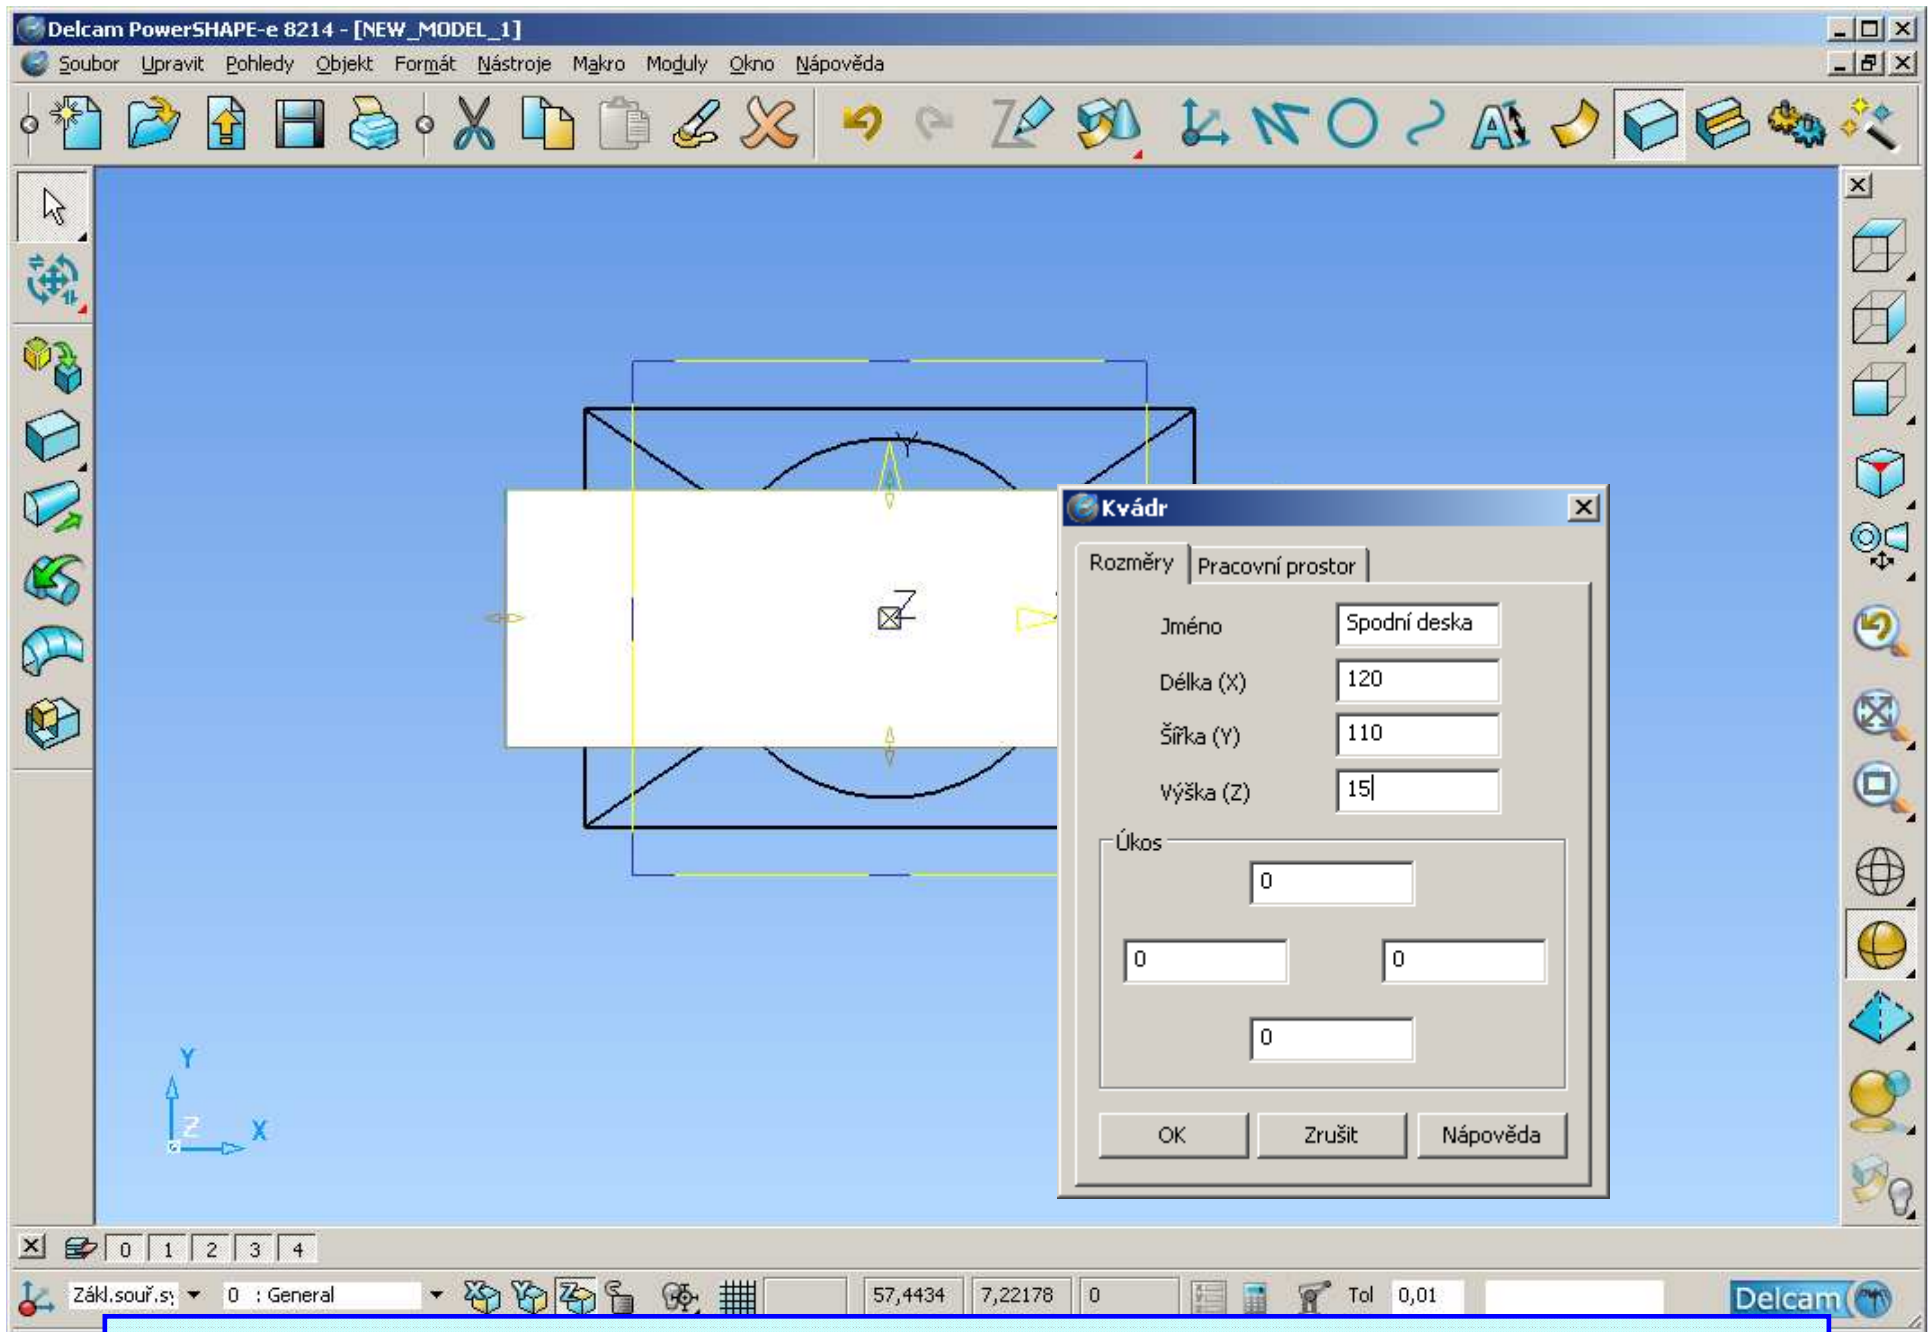 Delcam PowerSHAPE-e 8214 - [NEW_MODEL_1]
Soubor Upravit Pohledy Objekt Formát Nástroje Makro Moduly Okno Nápověda
Y
Z
Kvádr
Rozměry Pracovní prostor
Jméno Spodní deska
Délka (X) 120
Šířka (Y) 110
Výška (Z) 15
Úkos
0
0 0
0
OK Zrušit Nápověda
Y
Z X
0 1 2 3 4
Zákl.souř.s 0 : General 57,4434 7,22178 0 Tol 0,01 Delcam